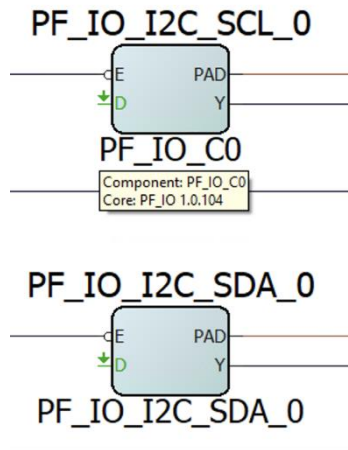 PF_IO_I2C_SCL_0
E PAD
D Y
PF_IO_C0
Component: PF_IO_C0
Core: PF_IO 1.0.104
PF_IO_I2C_SDA_0
E PAD
D Y
PF_IO_I2C_SDA_0